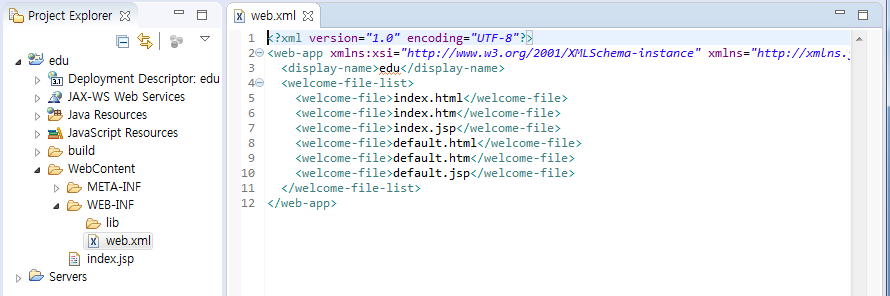 Project Explorer
edu
3.1 Deployment Descriptor: edu
JAX-WS Web Services
Java Resources
JavaScript Resources
build
WebContent
META-INF
WEB-INF
lib
X web.xml
index.jsp
Servers
X web.xml
1 <?xml version="1.0" encoding="UTF-8"?>
2 <web-app xmlns:xsi="http://www.w3.org/2001/XMLSchema-instance" xmlns="http://xmlns.j
3 <display-name>edu</display-name>
4 <welcome-file-list>
5 <welcome-file>index.html</welcome-file>
6 <welcome-file>index.htm</welcome-file>
7 <welcome-file>index.jsp</welcome-file>
8 <welcome-file>default.html</welcome-file>
9 <welcome-file>default.htm</welcome-file>
10 <welcome-file>default.jsp</welcome-file>
11 </welcome-file-list>
12 </web-app>